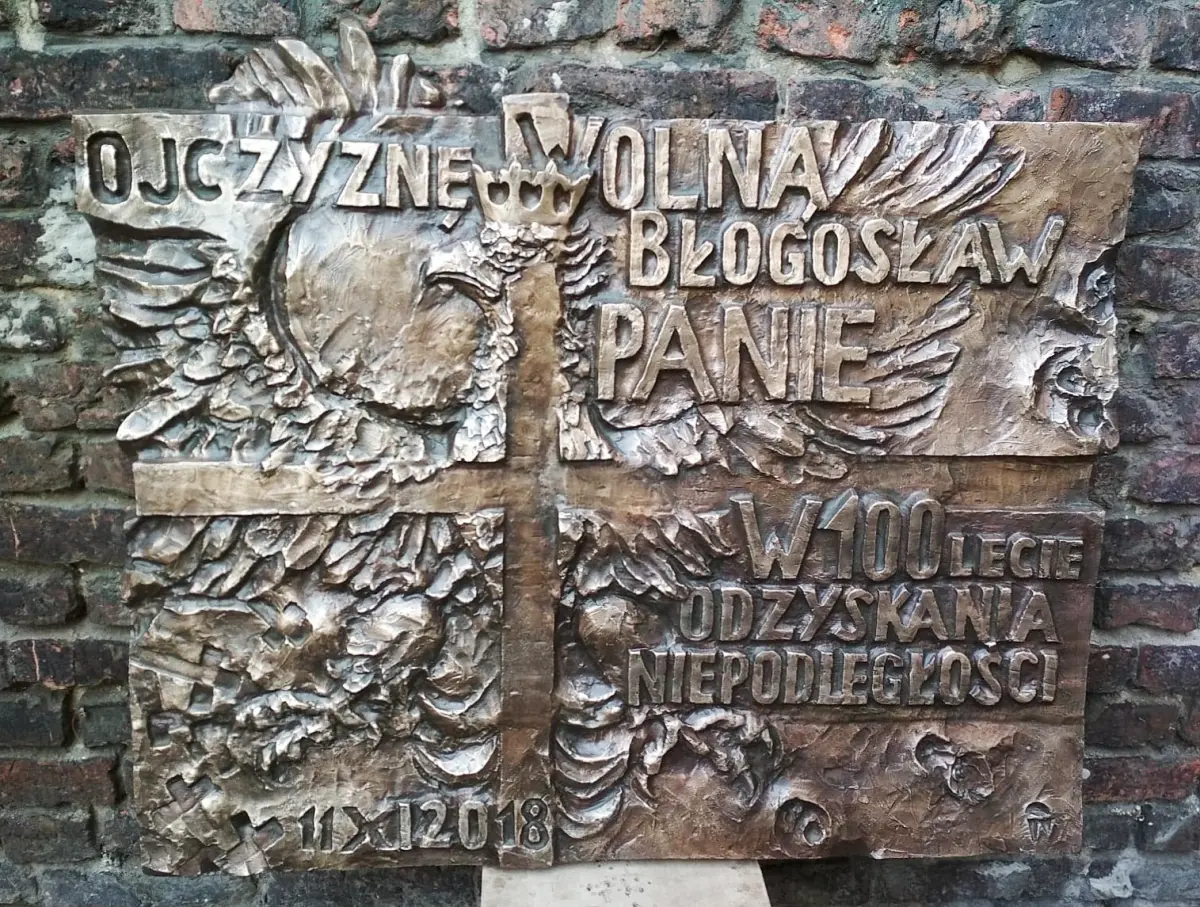 OJCZYZNĘ WOLNĄ
BŁOGOSŁAW
PANIE
W 100 LECIE
ODZYSKANIA
NIEPODLEGŁOŚCI
11 XI 2018